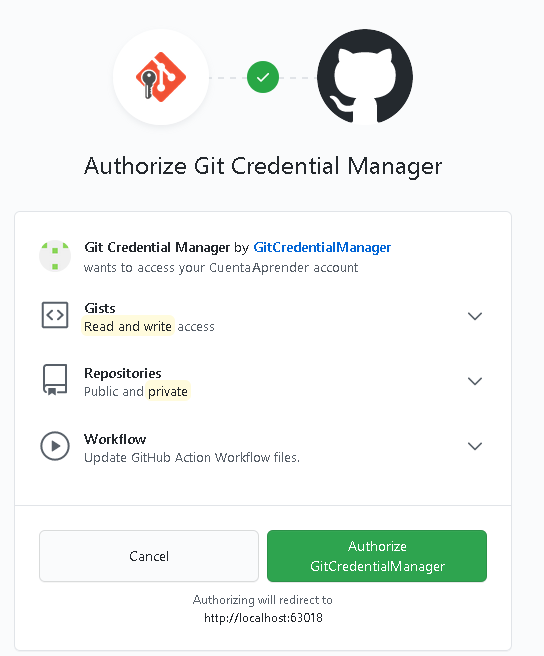 Authorize Git Credential Manager
Git Credential Manager by GitCredentialManager
wants to access your CuentaAprender account
Gists
Read and write access
Repositories
Public and private
Workflow
Update GitHub Action Workflow files.
Cancel
Authorize
GitCredentialManager
Authorizing will redirect to
http://localhost:63018